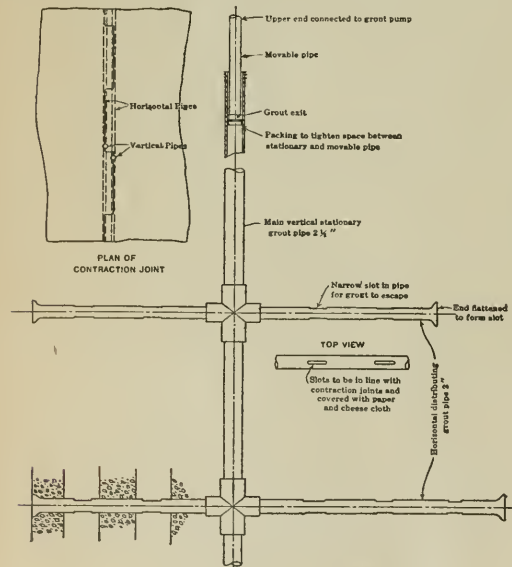 Upper end connected to grout pump
Movable pipe
Horizontal Pipes
Grout exit
Packing to tighten space between
stationary and movable pipe
Vertical Pipes
Main vertical stationary
grout pipe 2½"
PLAN OF
CONTRACTION JOINT
Narrow slot in pipe
for grout to escape
End flattened
to form slot
TOP VIEW
Slots to be in line with
contraction joints and
covered with paper
and cheese cloth
Horizontal distributing
grout pipe 2"